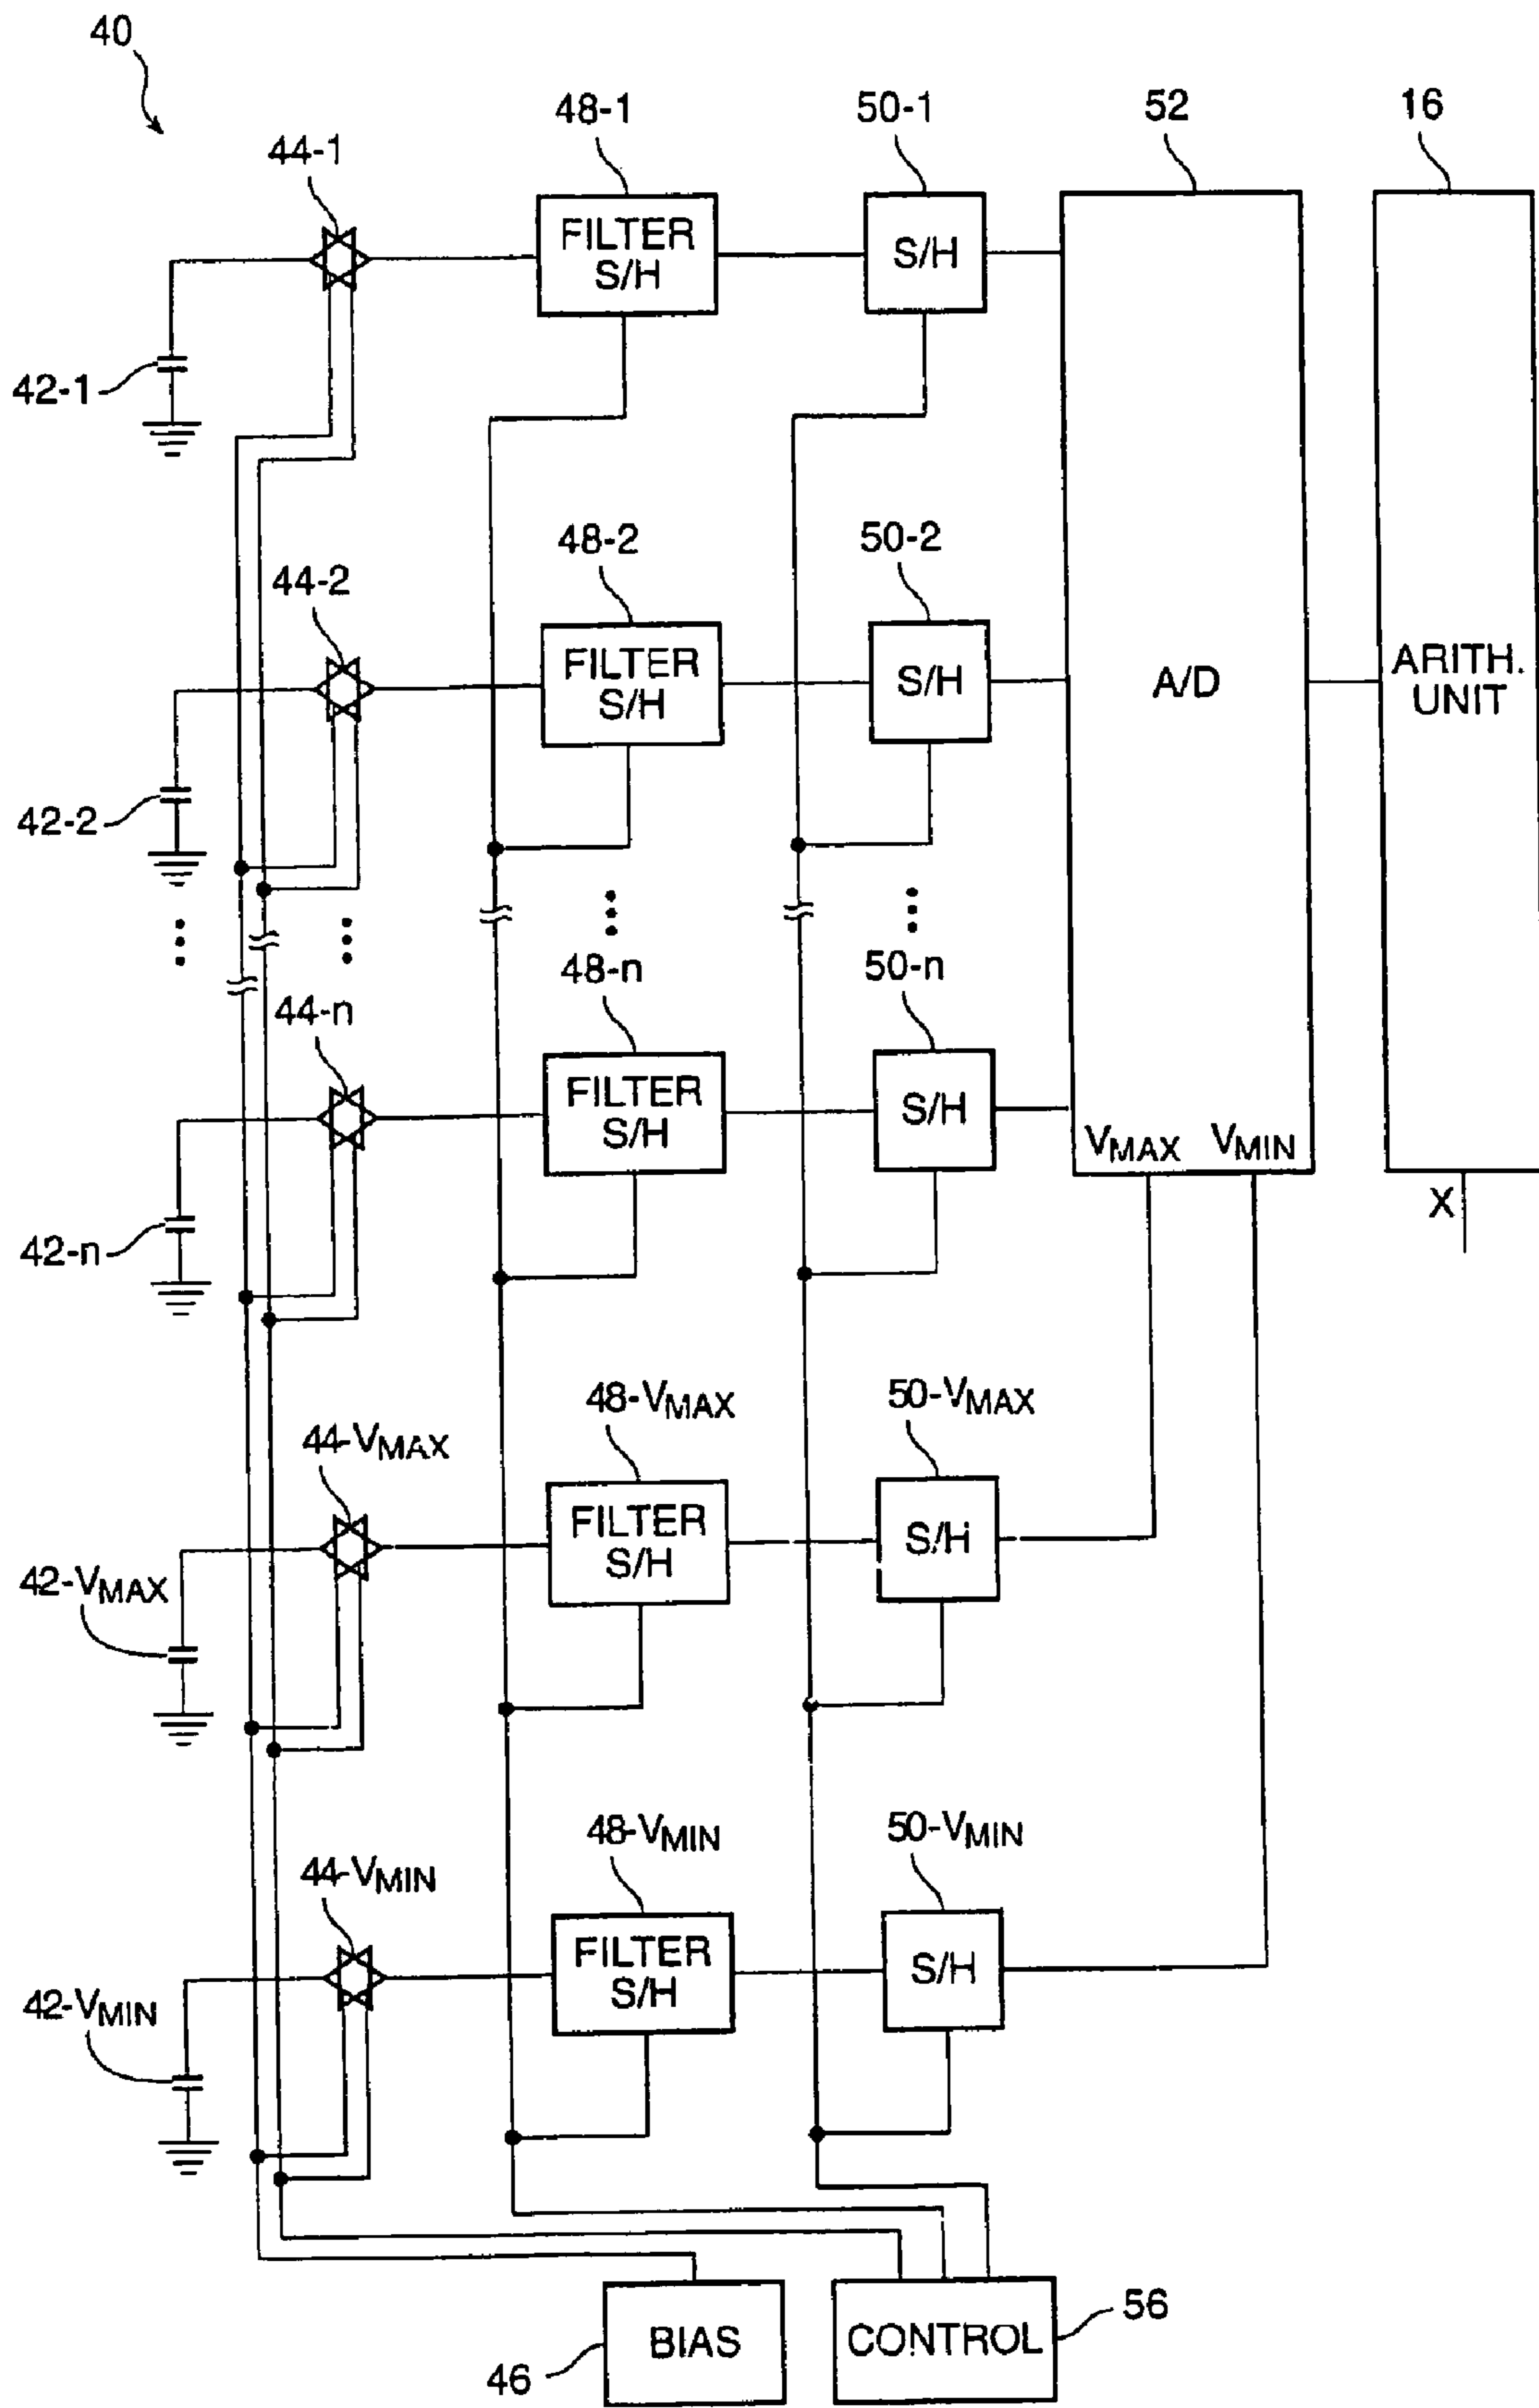 40
48-1
50-1
52
16
44-1
FILTER
S/H
S/H
42-1
48-2
50-2
44-2
FILTER
S/H
S/H
A/D
ARITH.
UNIT
42-2
48-n
50-n
44-n
FILTER
S/H
S/H
VMAX VMIN
X
42-n
48-VMAX
50-VMAX
44-VMAX
FILTER
S/H
S/H
42-VMAX
48-VMIN
50-VMIN
44-VMIN
FILTER
S/H
S/H
42-VMIN
BIAS
CONTROL
56
46